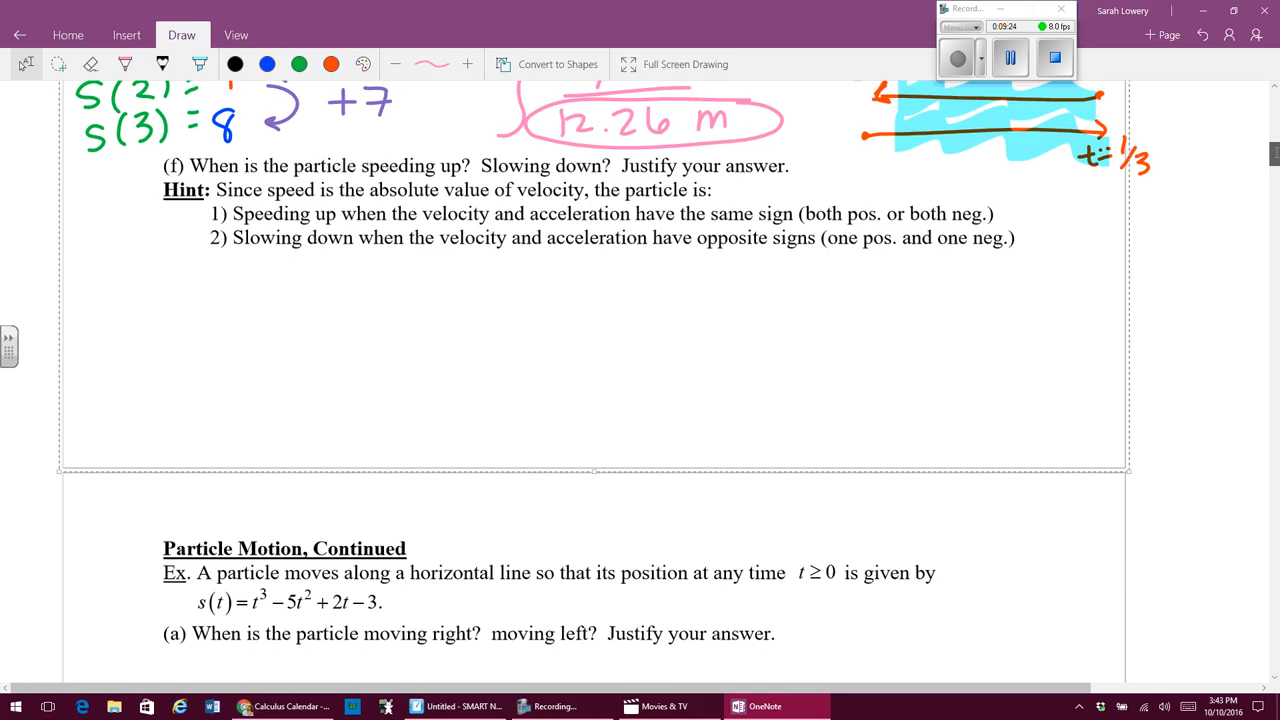 Record...
Sarah Lowery
Home Insert Draw View
Menu
00:09:24 8.0 fps
Page
Convert to Shapes Full Screen Drawing
S(2) =
S(3) = 8
+7
12.26 m
t = 1/3
(f) When is the particle speeding up? Slowing down? Justify your answer.
Hint: Since speed is the absolute value of velocity, the particle is:
1) Speeding up when the velocity and acceleration have the same sign (both pos. or both neg.)
2) Slowing down when the velocity and acceleration have opposite signs (one pos. and one neg.)
Particle Motion, Continued
Ex. A particle moves along a horizontal line so that its position at any time t ≥ 0 is given by
s(t) = t³ − 5t² + 2t − 3.
(a) When is the particle moving right? moving left? Justify your answer.
Calculus Calendar -... Untitled - SMART N... Recording... Movies & TV OneNote
3:43 PM
10/10/2016